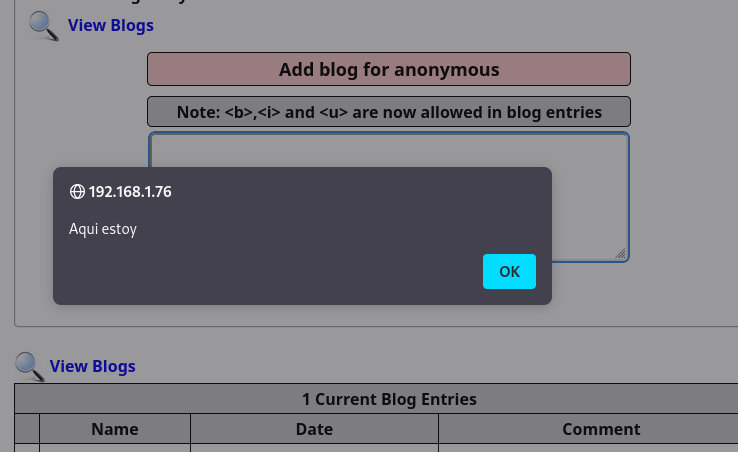 View Blogs
Add blog for anonymous
Note: <b>,<i> and <u> are now allowed in blog entries
192.168.1.76
Aqui estoy
OK
View Blogs
1 Current Blog Entries
Name Date Comment